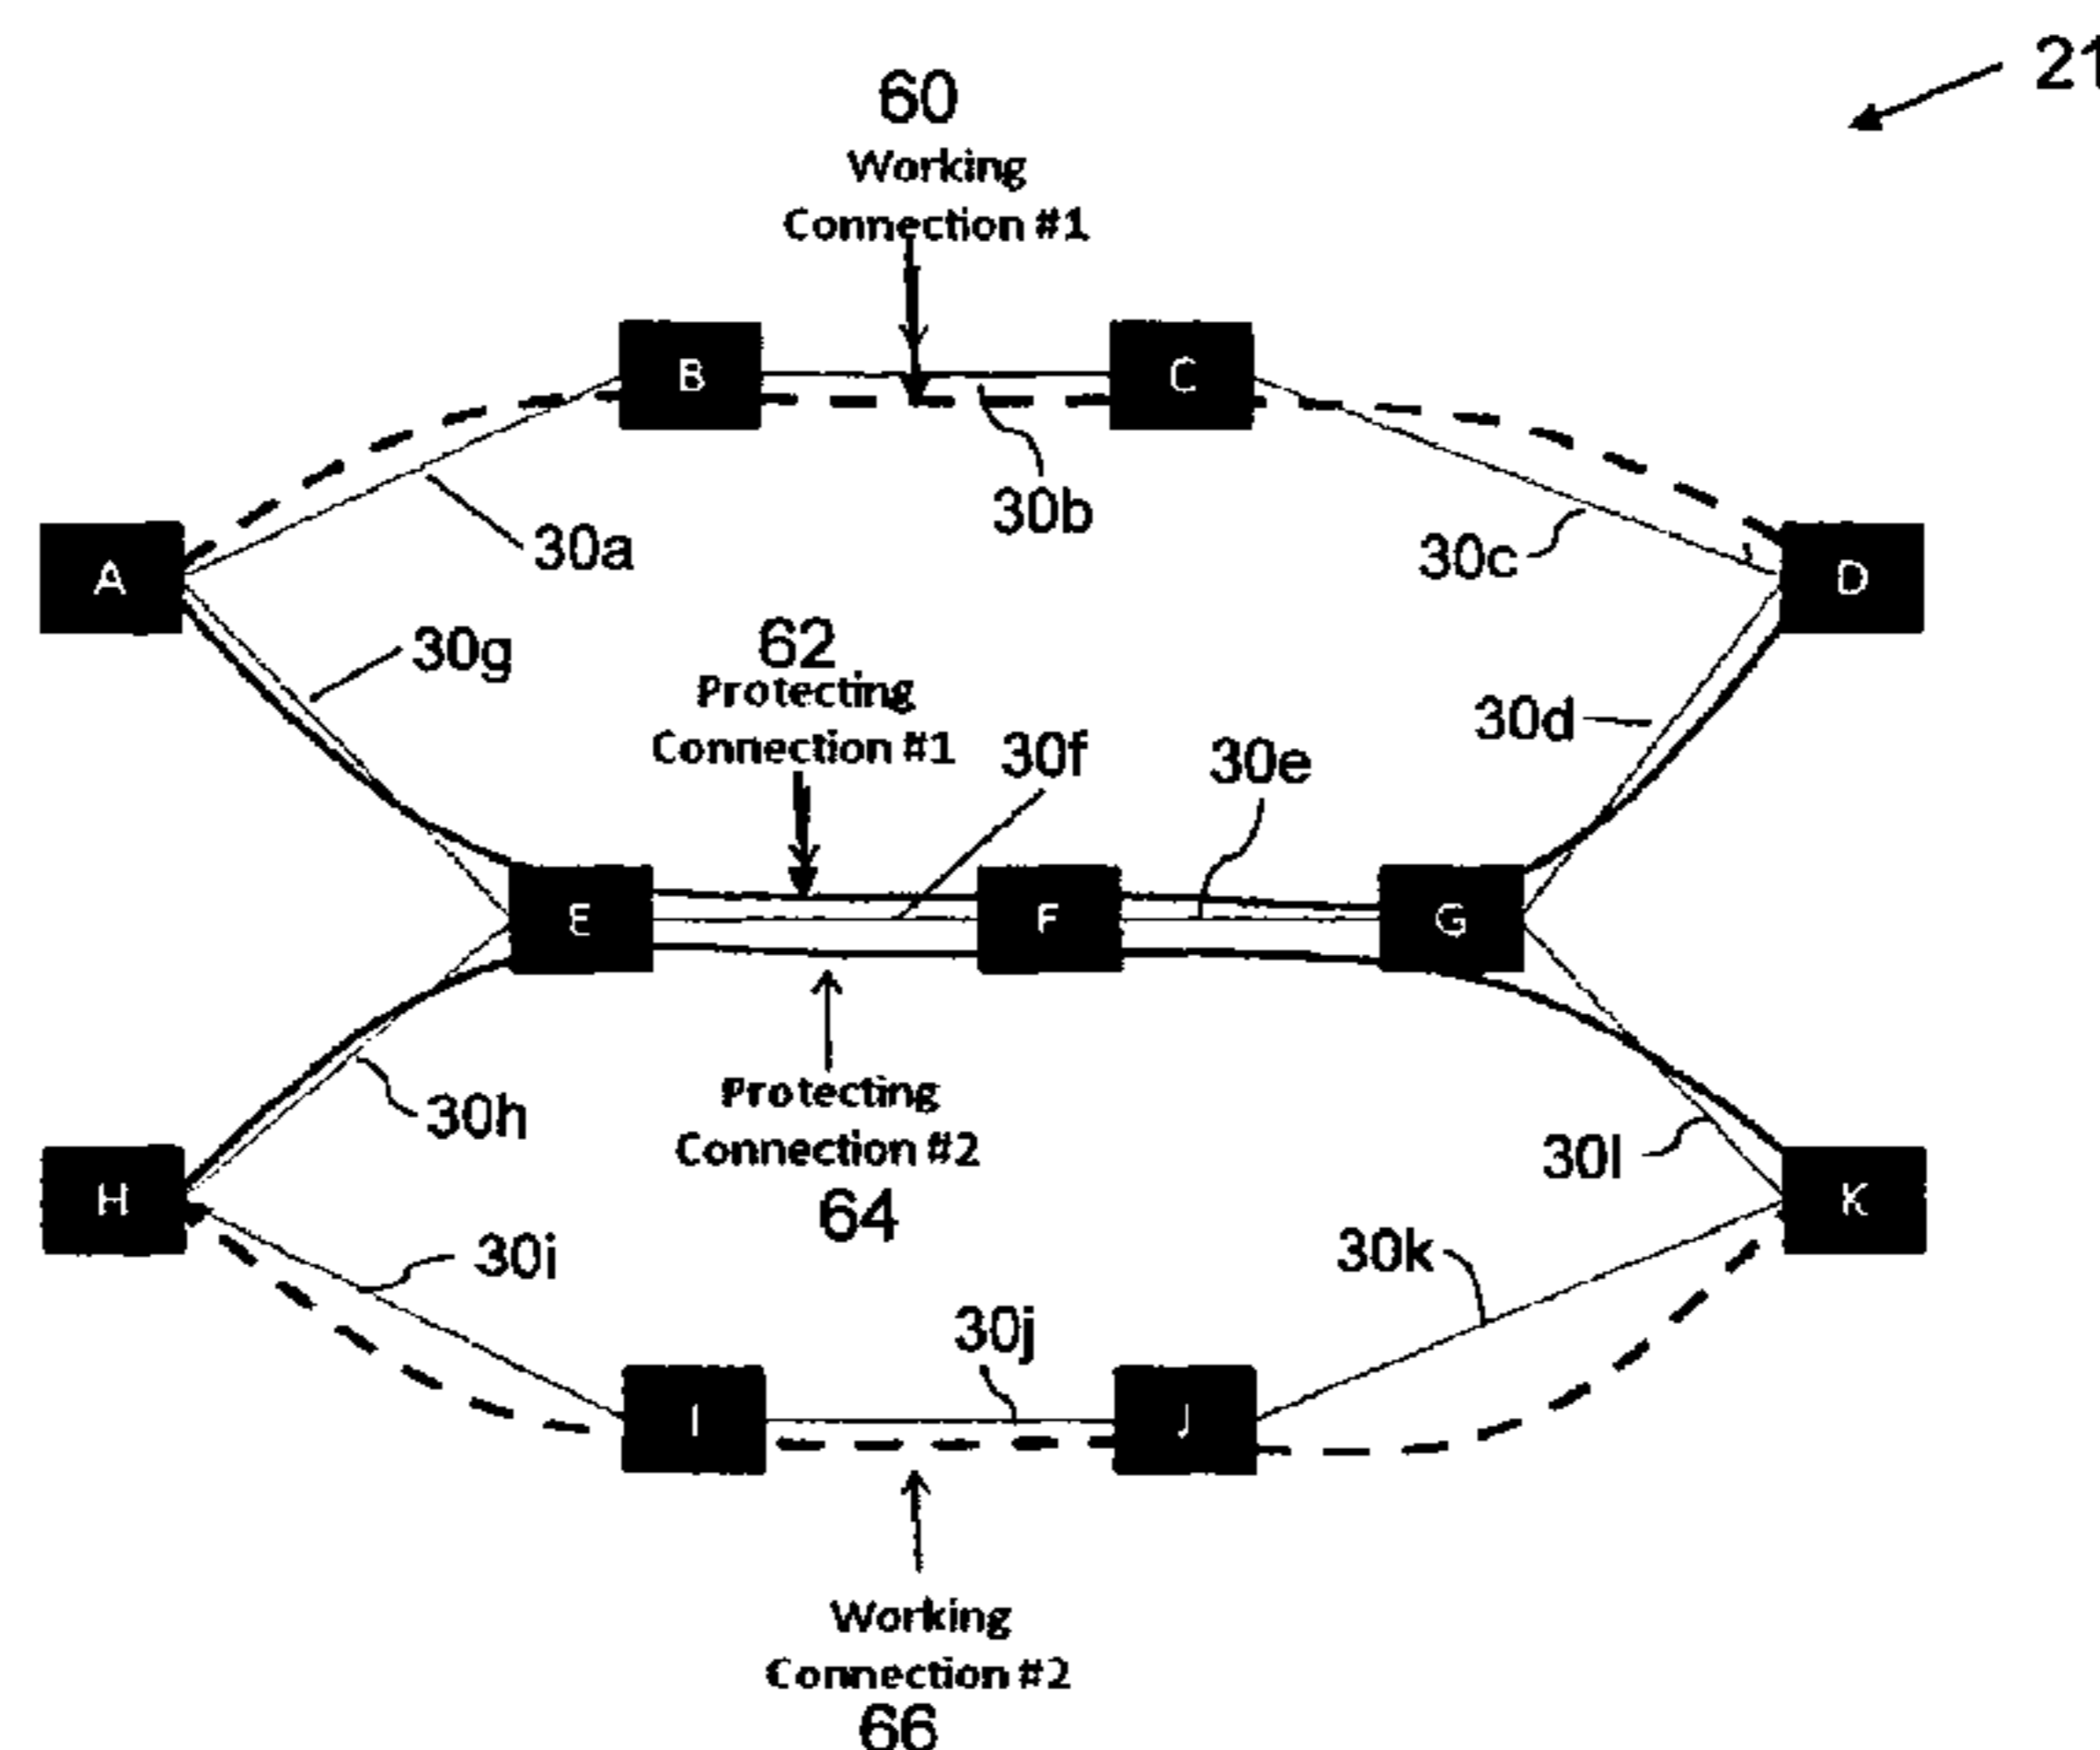 21
60
Working
Connection #1
B
C
30b
30a
30c
A
D
62
30g
Protecting
30d
Connection #1
30f
30e
E
F
G
Protecting
30h
Connection #2
30l
H
64
K
30i
30k
30j
I
J
Working
Connection #2
66